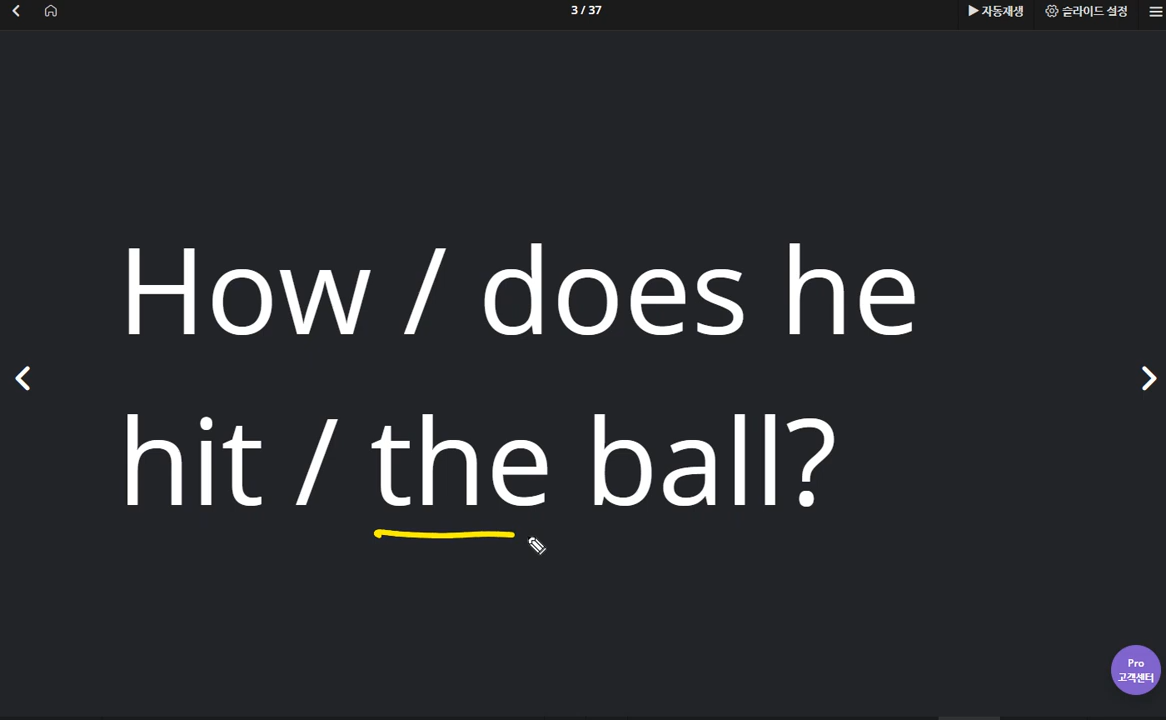 3 / 37
자동재생
슬라이드 설정
How / does he
hit / the ball?
Pro
고객센터